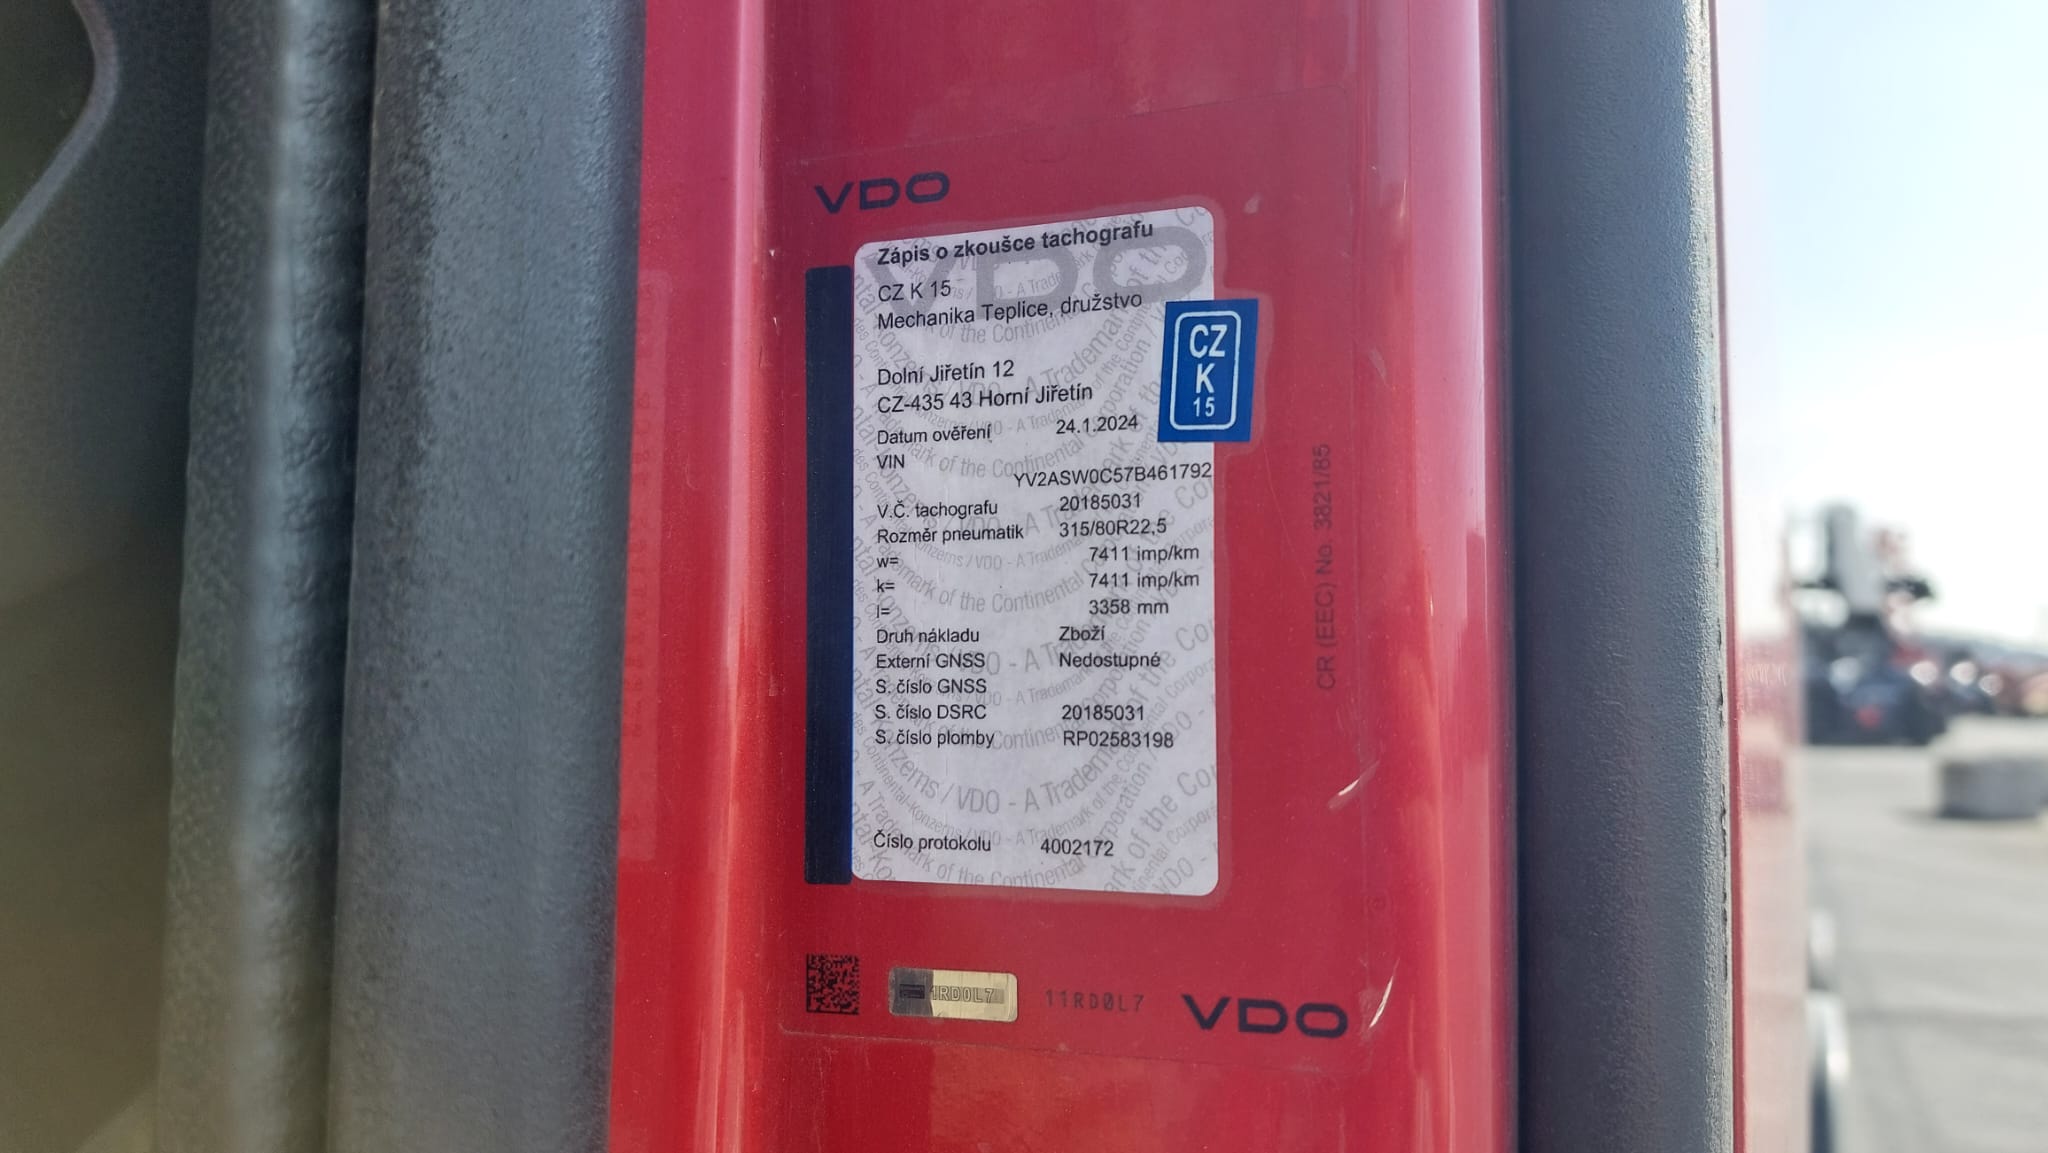 VDO
Zápis o zkoušce tachografu
CZ K 15
Mechanika Teplice, družstvo
Dolní Jiřetín 12
CZ-435 43 Horní Jiřetín
CZ
K
15
Datum ověření 24.1.2024
VIN
YV2ASW0C57B461792
V.Č. tachografu 20185031
Rozměr pneumatik 315/80R22,5
w= 7411 imp/km
k= 7411 imp/km
l= 3358 mm
Druh nákladu Zboží
Externí GNSS Nedostupné
S. číslo GNSS
S. číslo DSRC 20185031
S. číslo plomby RP02583198
Číslo protokolu 4002172
CR (EEC) No. 3821/85
1RD0L7
11RD0L7
VDO